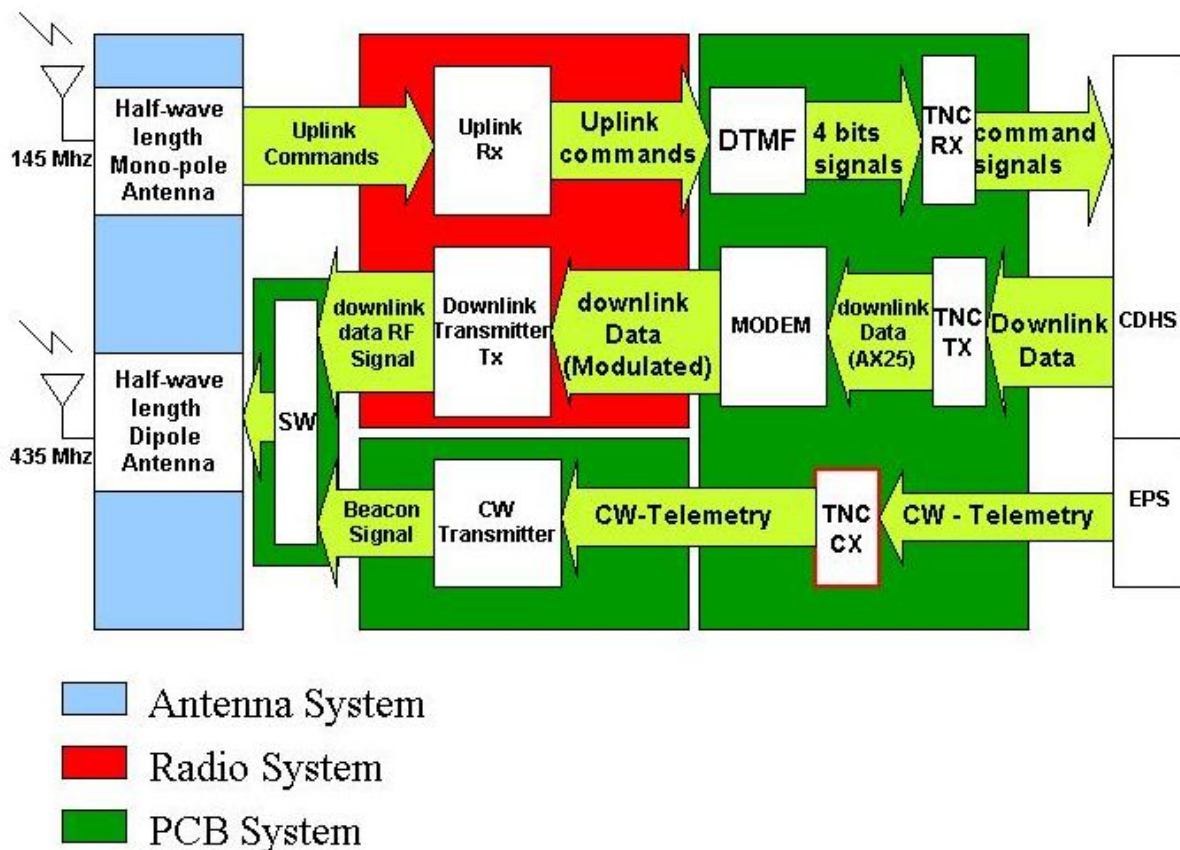 145 Mhz
Half-wave
length
Mono-pole
Antenna
Uplink
Commands
Uplink
Rx
Uplink
commands
DTMF
4 bits
signals
TNC
RX
command
signals
435 Mhz
Half-wave
length
Dipole
Antenna
SW
downlink
data RF
Signal
Downlink
Transmitter
Tx
downlink
Data
(Modulated)
MODEM
downlink
Data
(AX25)
TNC
TX
Downlink
Data
CDHS
Beacon
Signal
CW
Transmitter
CW-Telemetry
TNC
CX
CW - Telemetry
EPS
Antenna System
Radio System
PCB System